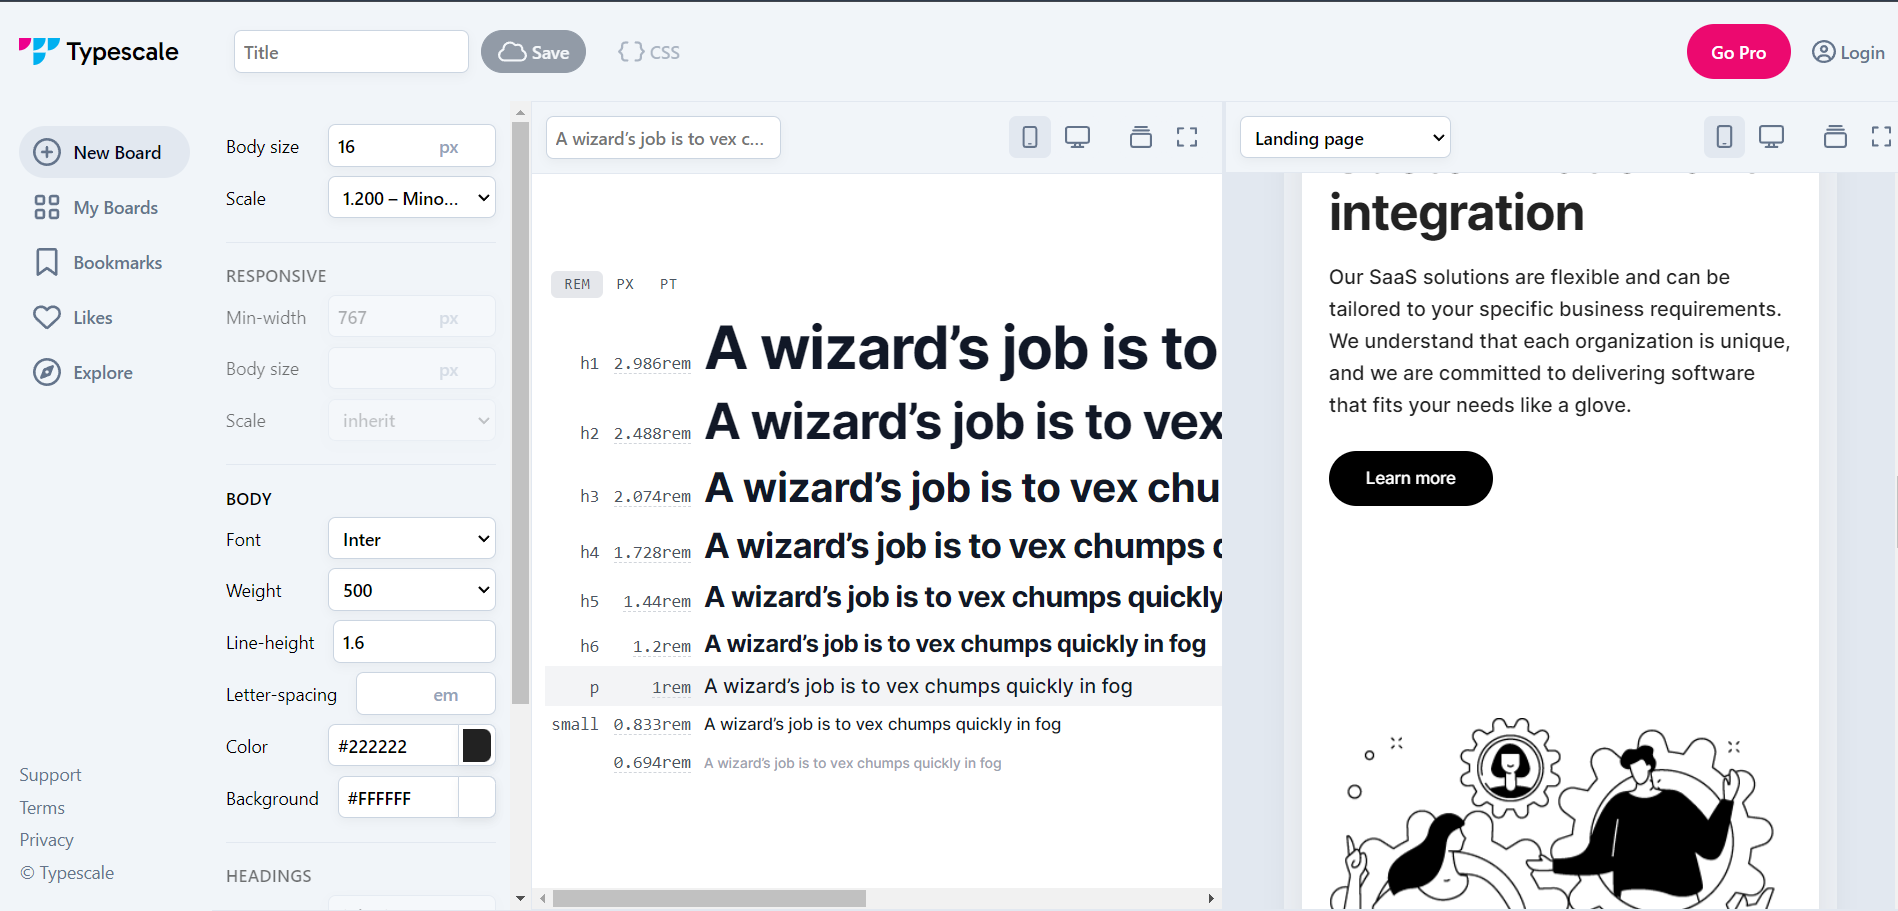 Typescale
Title
Save
CSS
Go Pro
Login
New Board
My Boards
Bookmarks
Likes
Explore
Support
Terms
Privacy
© Typescale
Body size
16 px
Scale
1.200 – Mino...
RESPONSIVE
Min-width
767 px
Body size
px
Scale
inherit
BODY
Font
Inter
Weight
500
Line-height
1.6
Letter-spacing
em
Color
#222222
Background
#FFFFFF
HEADINGS
A wizard’s job is to vex c...
REM PX PT
h1 2.986rem A wizard’s job is to
h2 2.488rem A wizard’s job is to vex
h3 2.074rem A wizard’s job is to vex chu
h4 1.728rem A wizard’s job is to vex chumps
h5 1.44rem A wizard’s job is to vex chumps quickly
h6 1.2rem A wizard’s job is to vex chumps quickly in fog
p 1rem A wizard’s job is to vex chumps quickly in fog
small 0.833rem A wizard’s job is to vex chumps quickly in fog
0.694rem A wizard’s job is to vex chumps quickly in fog
Landing page
integration
Our SaaS solutions are flexible and can be
tailored to your specific business requirements.
We understand that each organization is unique,
and we are committed to delivering software
that fits your needs like a glove.
Learn more